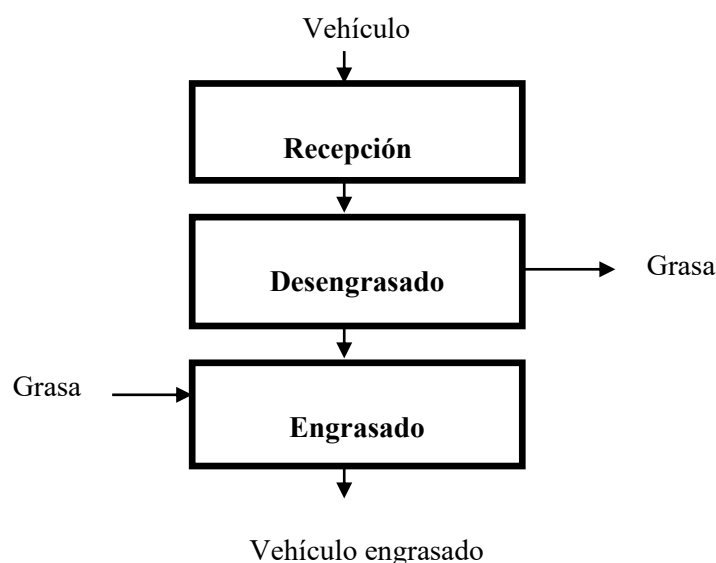 Vehículo
Recepción
Desengrasado
Grasa
Grasa
Engrasado
Vehículo engrasado